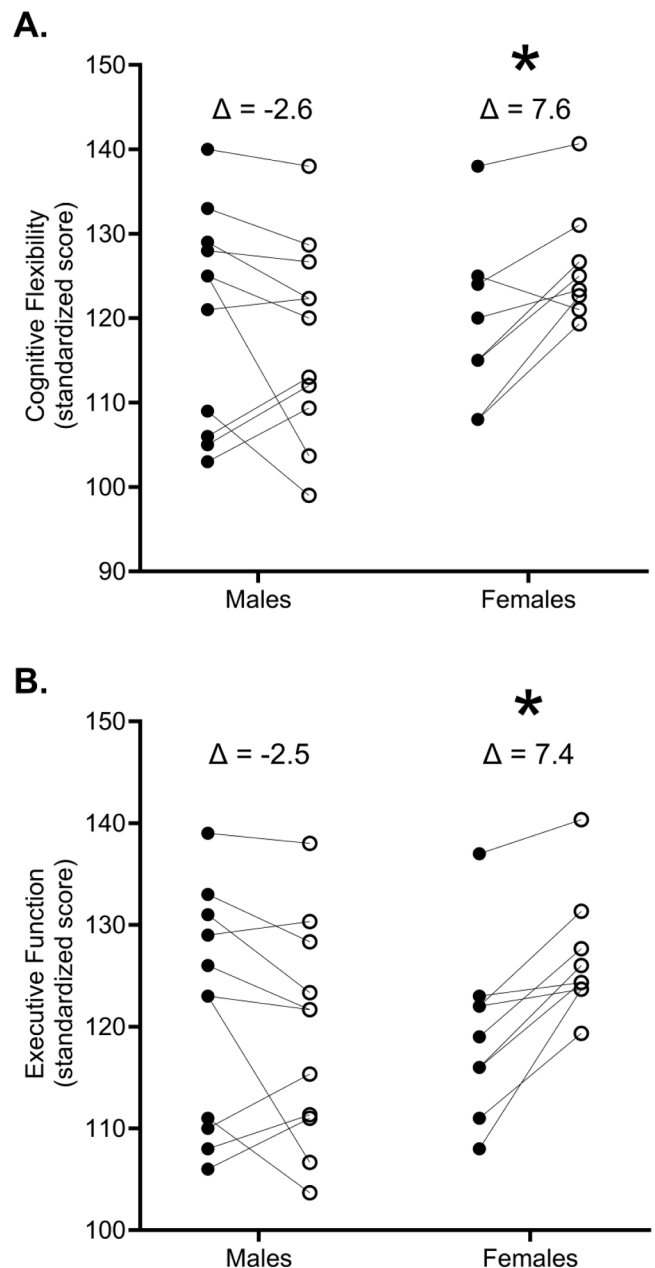 A.
*
Δ = -2.6
Δ = 7.6
Cognitive Flexibility
(standardized score)
150
140
130
120
110
100
90
Males
Females
B.
*
Δ = -2.5
Δ = 7.4
Executive Function
(standardized score)
150
140
130
120
110
100
Males
Females